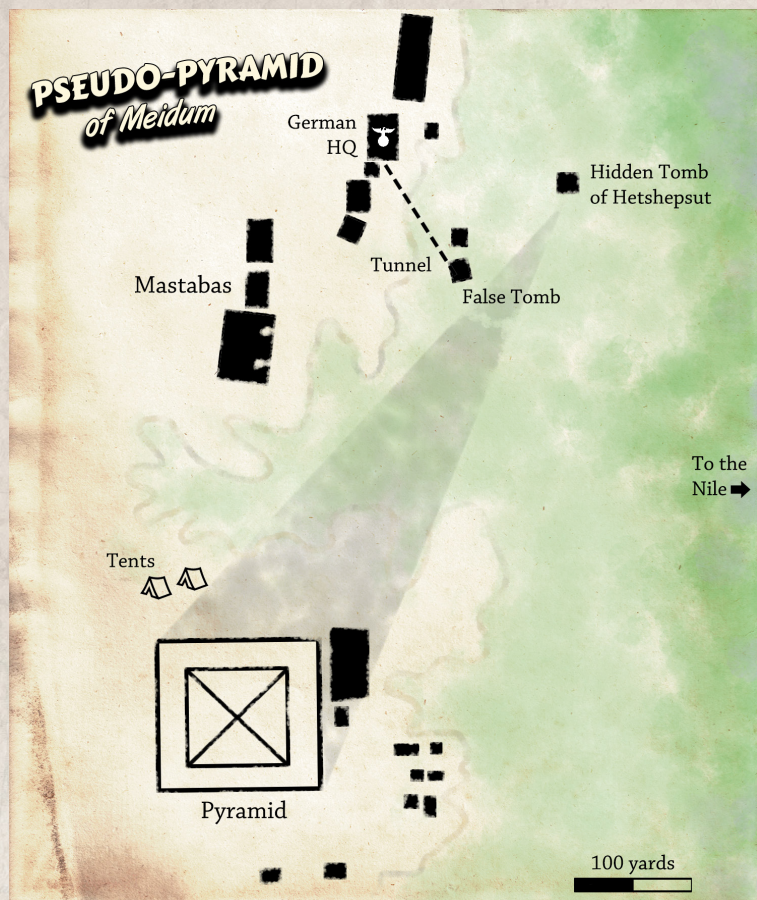 PSEUDO-PYRAMID
of Meidum
German
HQ
Hidden Tomb
of Hetshepsut
Tunnel
Mastabas
False Tomb
To the
Nile
Tents
Pyramid
100 yards